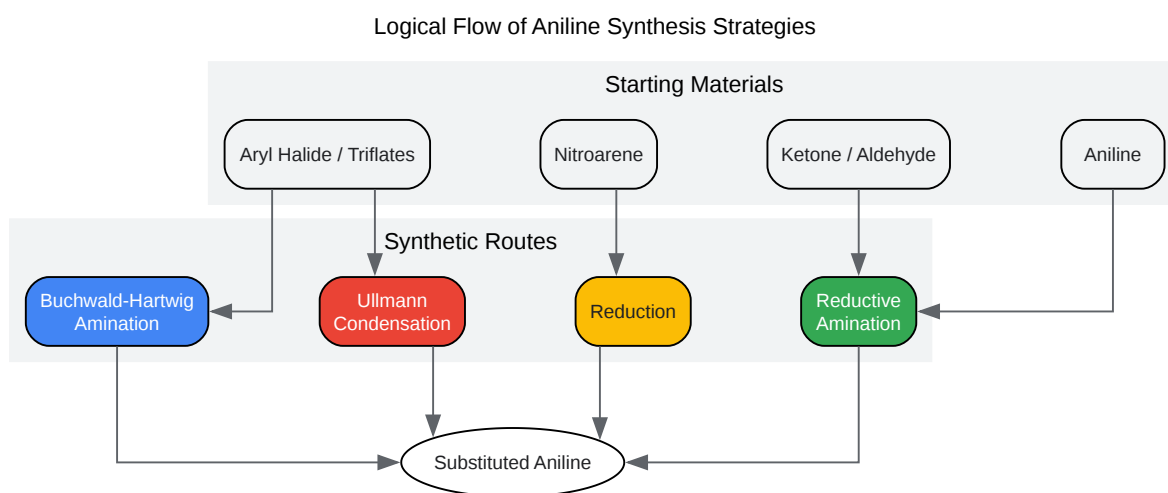 Logical Flow of Aniline Synthesis Strategies
Starting Materials
Aryl Halide / Triflates
Nitroarene
Ketone / Aldehyde
Aniline
Synthetic Routes
Buchwald-Hartwig
Amination
Ullmann
Condensation
Reduction
Reductive
Amination
Substituted Aniline